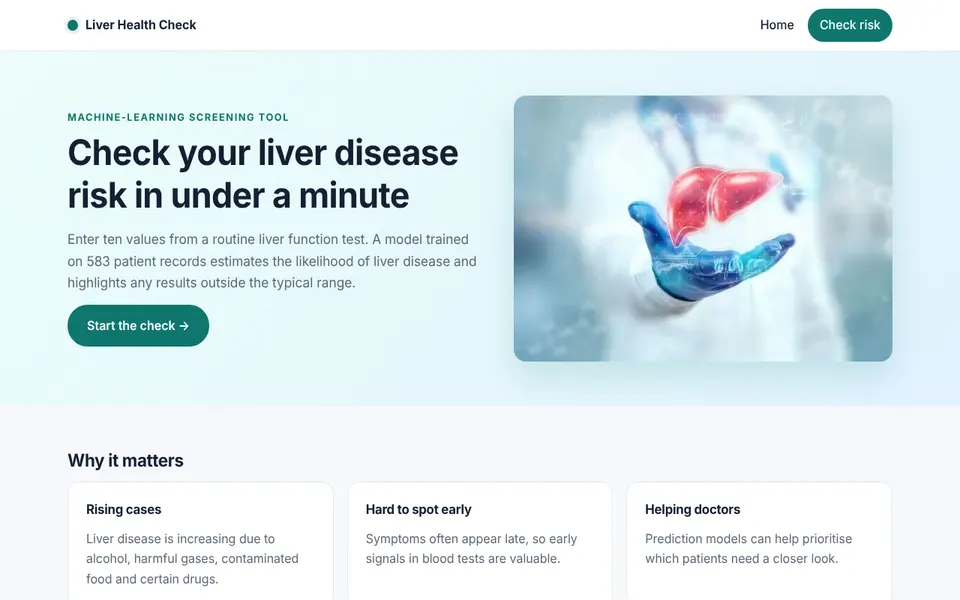 Liver Health Check
Home
Check risk
MACHINE-LEARNING SCREENING TOOL
Check your liver disease
risk in under a minute
Enter ten values from a routine liver function test. A model trained
on 583 patient records estimates the likelihood of liver disease and
highlights any results outside the typical range.
Start the check →
Why it matters
Rising cases
Liver disease is increasing due to
alcohol, harmful gases, contaminated
food and certain drugs.
Hard to spot early
Symptoms often appear late, so early
signals in blood tests are valuable.
Helping doctors
Prediction models can help prioritise
which patients need a closer look.